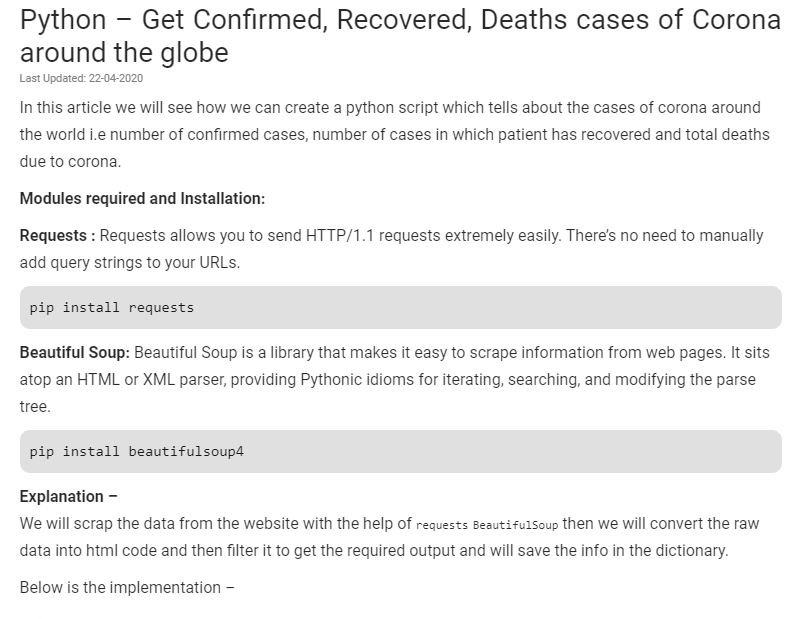 Python – Get Confirmed, Recovered, Deaths cases of Corona
around the globe
Last Updated: 22-04-2020
In this article we will see how we can create a python script which tells about the cases of corona around
the world i.e number of confirmed cases, number of cases in which patient has recovered and total deaths
due to corona.
Modules required and Installation:
Requests : Requests allows you to send HTTP/1.1 requests extremely easily. There’s no need to manually
add query strings to your URLs.
pip install requests
Beautiful Soup: Beautiful Soup is a library that makes it easy to scrape information from web pages. It sits
atop an HTML or XML parser, providing Pythonic idioms for iterating, searching, and modifying the parse
tree.
pip install beautifulsoup4
Explanation –
We will scrap the data from the website with the help of requests BeautifulSoup then we will convert the raw
data into html code and then filter it to get the required output and will save the info in the dictionary.
Below is the implementation –